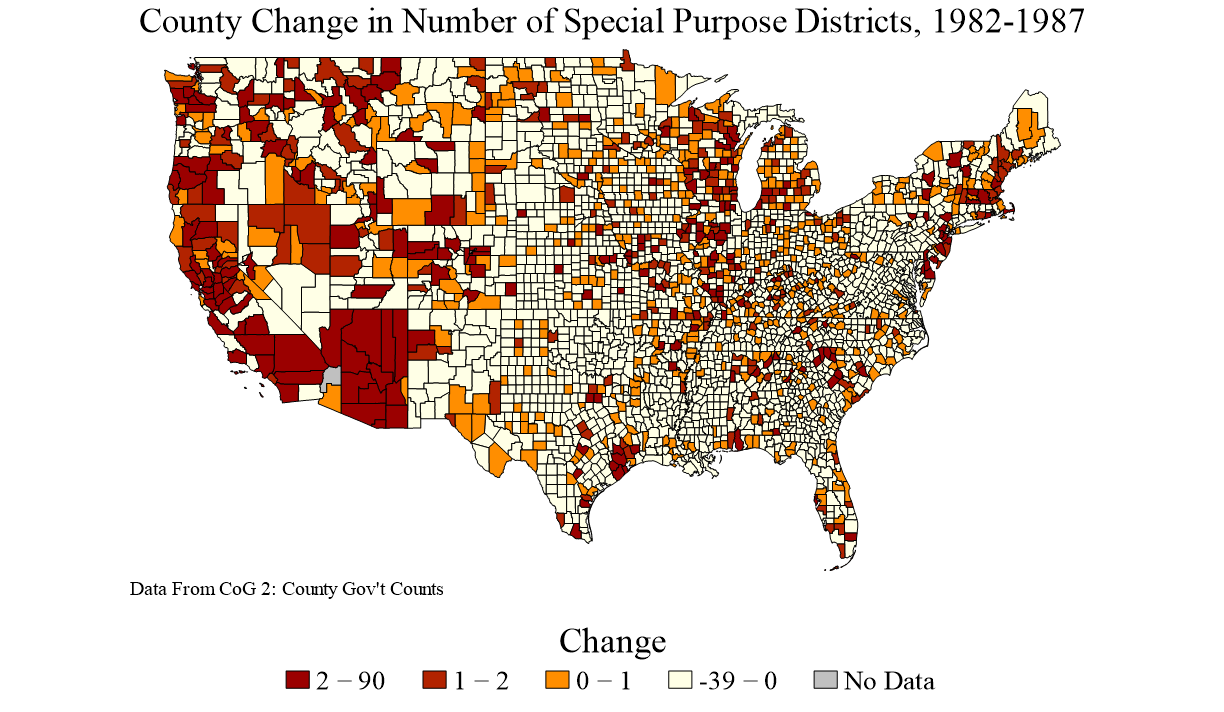 County Change in Number of Special Purpose Districts, 1982-1987
Data From CoG 2: County Gov't Counts
Change
2 − 90
1 − 2
0 − 1
-39 − 0
No Data